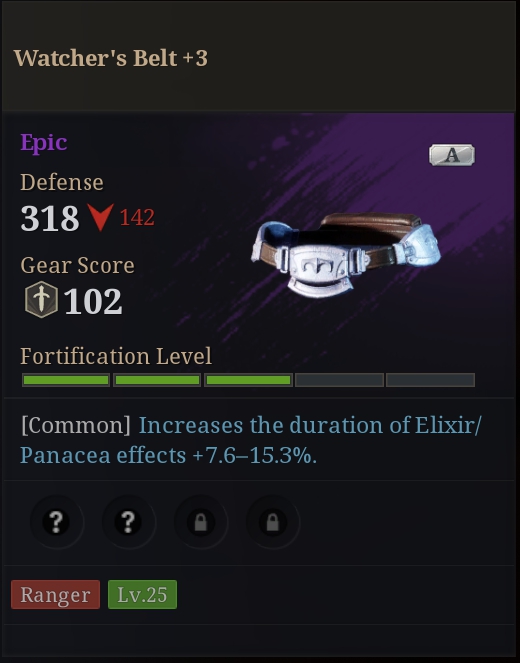 Watcher's Belt +3
Epic
A
Defense
318 142
Gear Score
102
Fortification Level
[Common] Increases the duration of Elixir/
Panacea effects +7.6–15.3%.
? ?
Ranger Lv.25